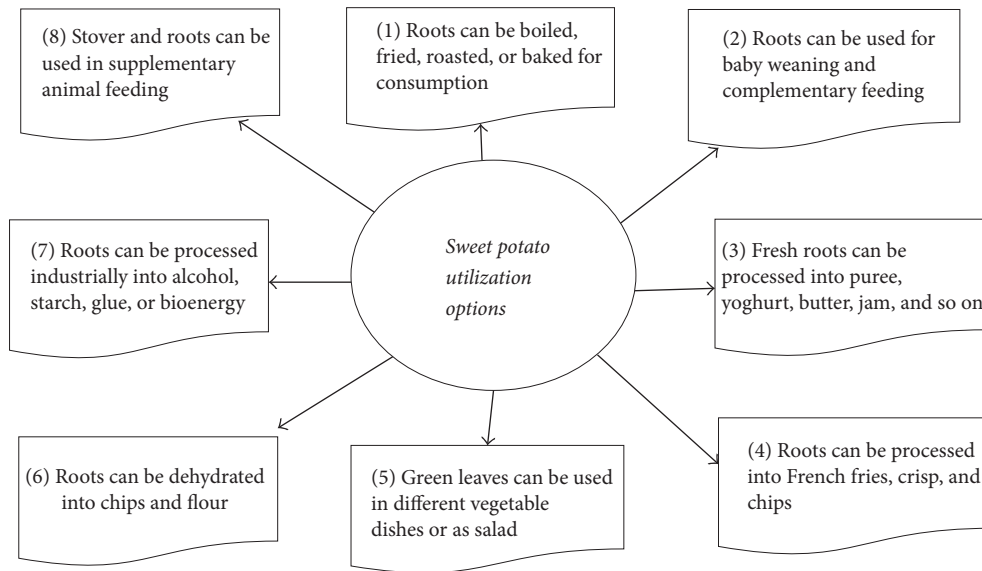 (8) Stover and roots can be
used in supplementary
animal feeding
(1) Roots can be boiled,
fried, roasted, or baked for
consumption
(2) Roots can be used for
baby weaning and
complementary feeding
(7) Roots can be processed
industrially into alcohol,
starch, glue, or bioenergy
Sweet potato
utilization
options
(3) Fresh roots can be
processed into puree,
yoghurt, butter, jam, and so on
(6) Roots can be dehydrated
into chips and flour
(5) Green leaves can be used
in different vegetable
dishes or as salad
(4) Roots can be processed
into French fries, crisp, and
chips